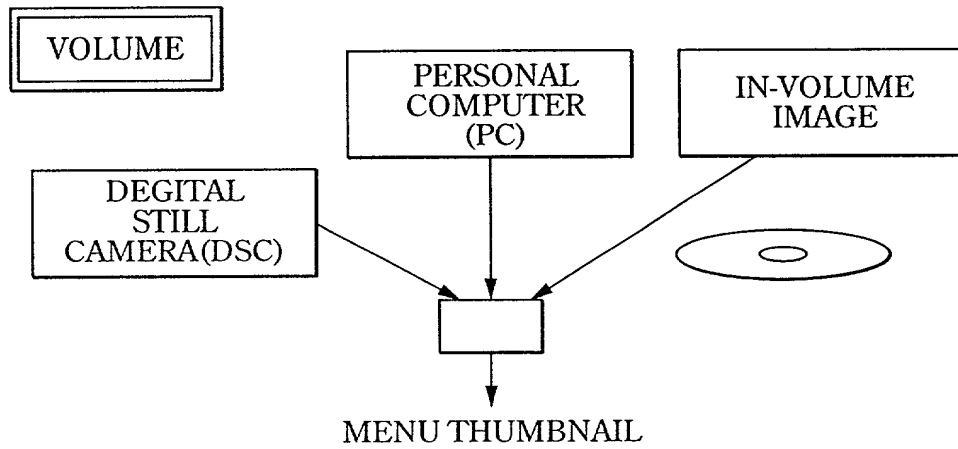 VOLUME
PERSONAL
COMPUTER
(PC)
IN-VOLUME
IMAGE
DEGITAL
STILL
CAMERA(DSC)
MENU THUMBNAIL